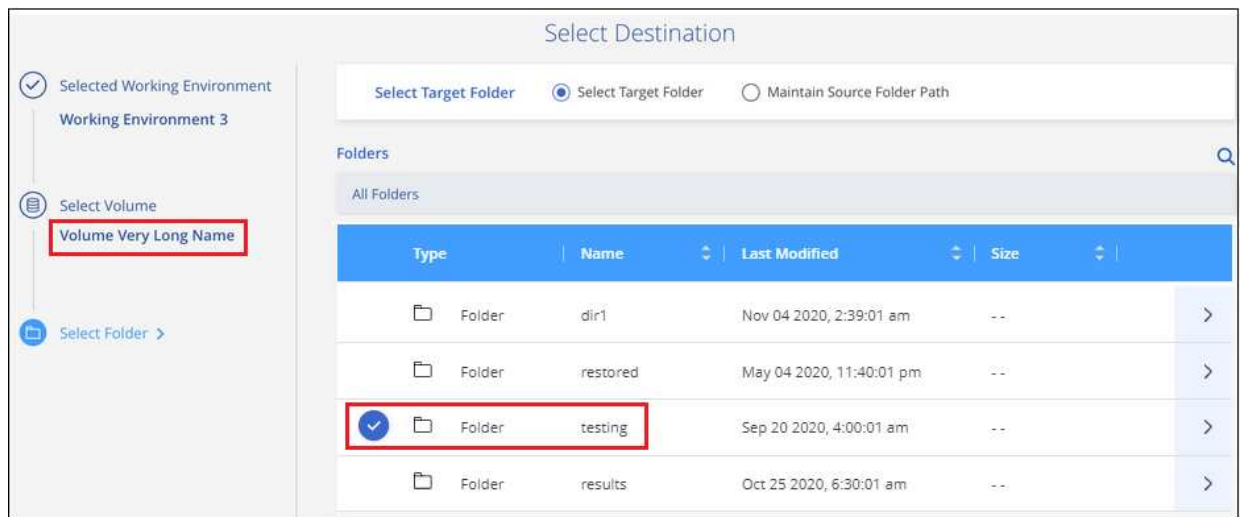 Select Destination
Selected Working Environment
Working Environment 3
Select Volume
Volume Very Long Name
Select Folder >
Select Target Folder Select Target Folder Maintain Source Folder Path
Folders
All Folders
Type Name Last Modified Size
Folder dir1 Nov 04 2020, 2:39:01 am - -
Folder restored May 04 2020, 11:40:01 pm - -
Folder testing Sep 20 2020, 4:00:01 am - -
Folder results Oct 25 2020, 6:30:01 am - -